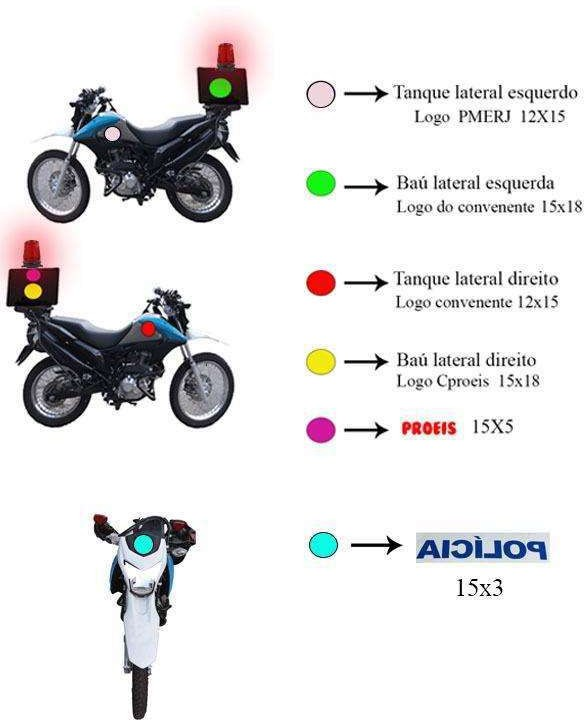 Tanque lateral esquerdo
Logo PMERJ 12X15
Baú lateral esquerda
Logo do convenente 15x18
Tanque lateral direito
Logo convenente 12x15
Baú lateral direito
Logo Cproeis 15x18
PROEIS 15X5
POLÍCIA
15x3